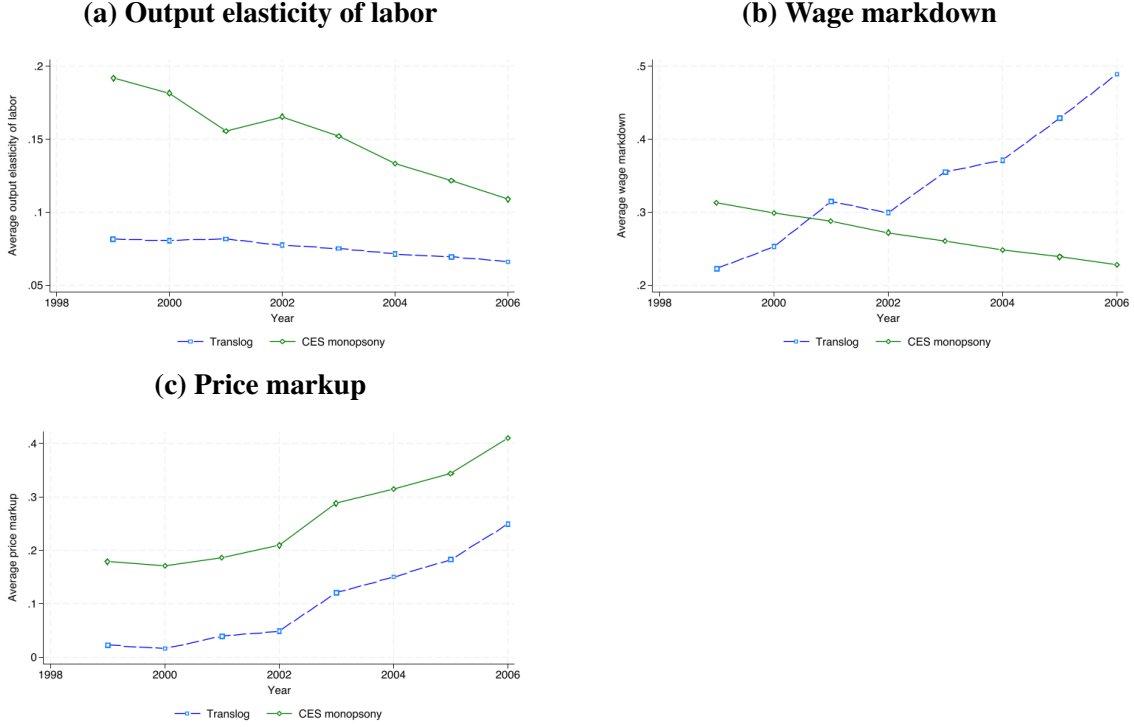 (a) Output elasticity of labor
Average output elasticity of labor
.2
.15
.1
.05
1998 2000 2002 2004 2006
Year
Translog CES monopsony
(b) Wage markdown
Average wage markdown
.5
.4
.3
.2
1998 2000 2002 2004 2006
Year
Translog CES monopsony
(c) Price markup
Average price markup
.4
.3
.2
.1
0
1998 2000 2002 2004 2006
Year
Translog CES monopsony